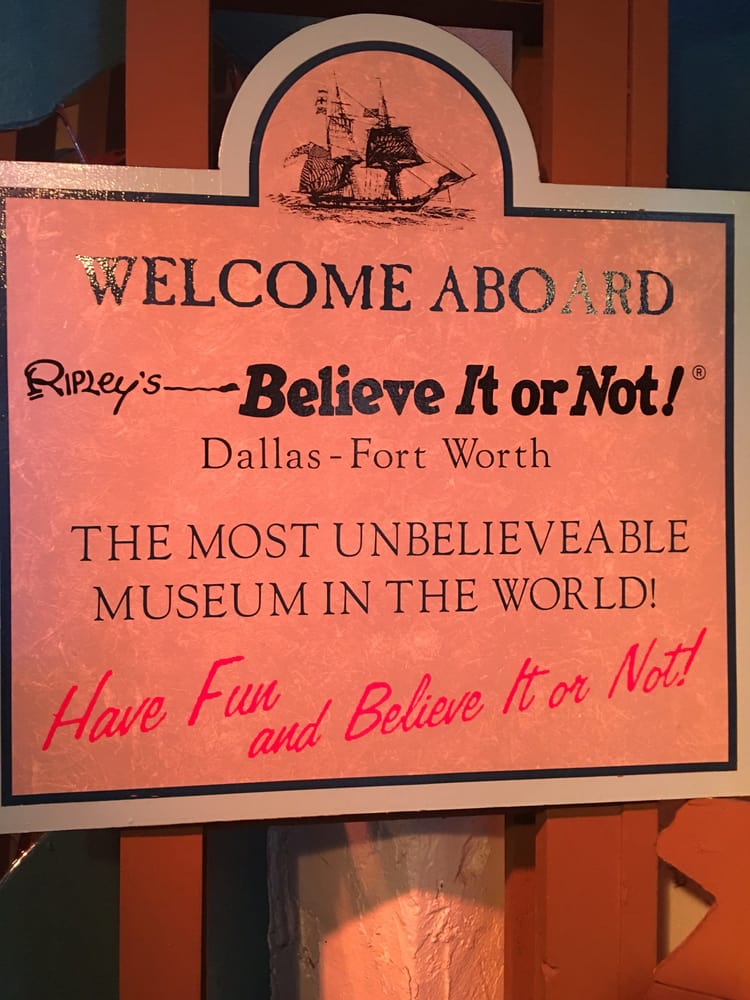 WELCOME ABOARD
Ripley's Believe It or Not! ®
Dallas - Fort Worth
THE MOST UNBELIEVEABLE
MUSEUM IN THE WORLD!
Have Fun
and Believe It or Not!